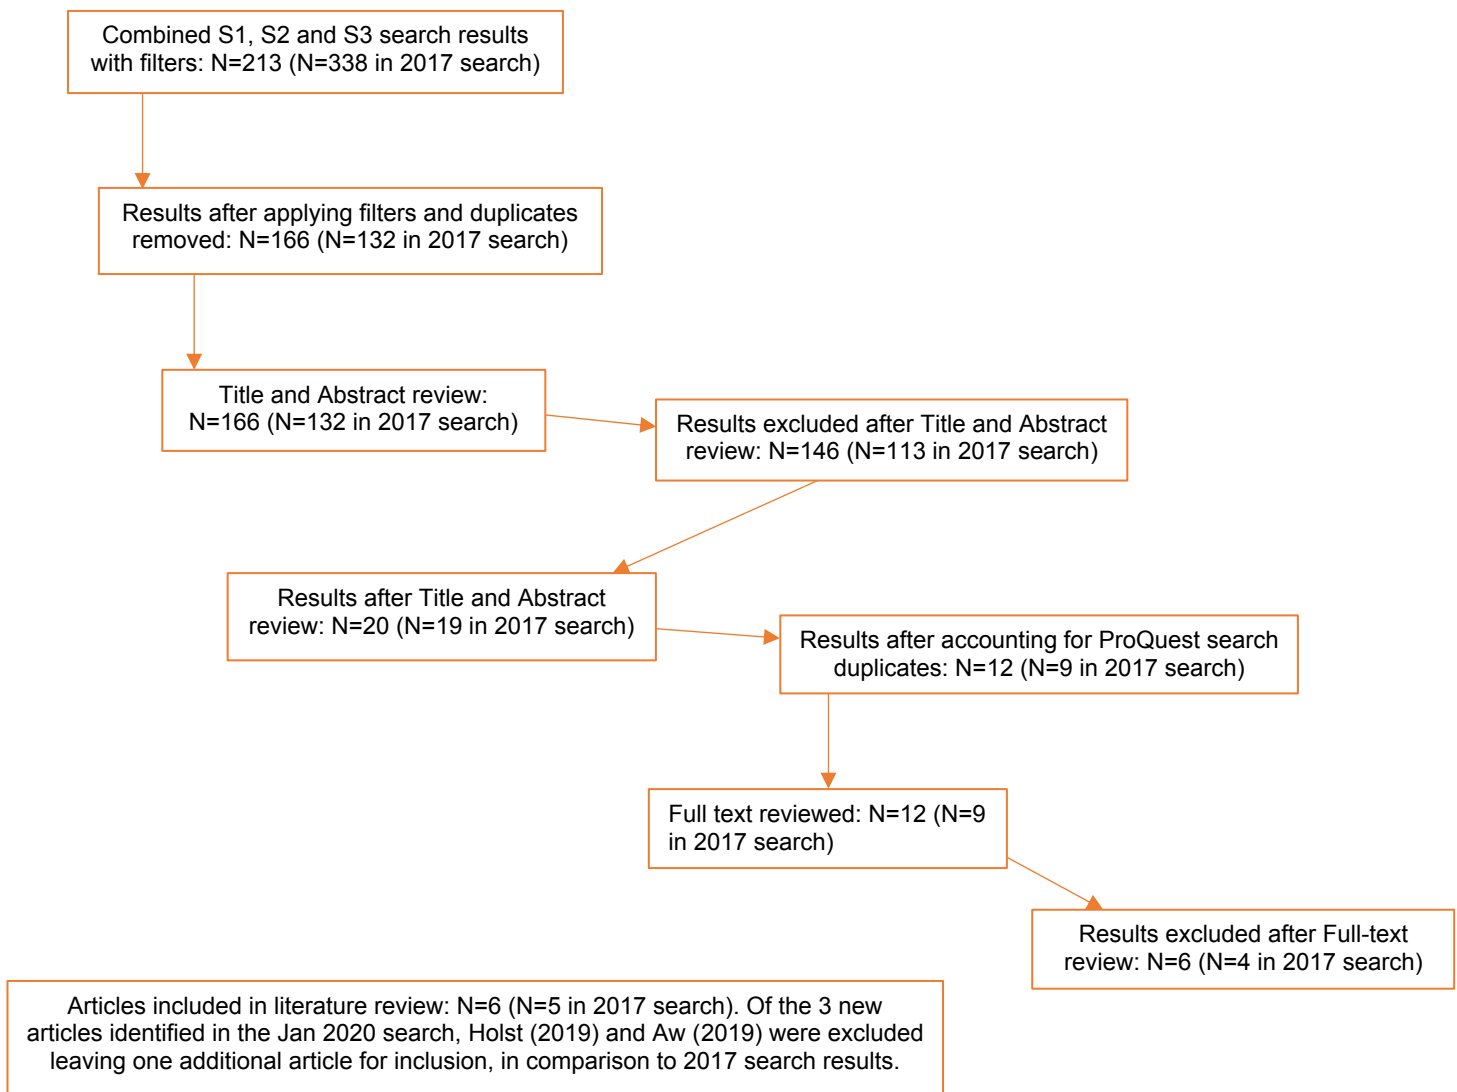 Combined S1, S2 and S3 search results
with filters: N=213 (N=338 in 2017 search)
Results after applying filters and duplicates
removed: N=166 (N=132 in 2017 search)
Title and Abstract review:
N=166 (N=132 in 2017 search)
Results excluded after Title and Abstract
review: N=146 (N=113 in 2017 search)
Results after Title and Abstract
review: N=20 (N=19 in 2017 search)
Results after accounting for ProQuest search
duplicates: N=12 (N=9 in 2017 search)
Full text reviewed: N=12 (N=9
in 2017 search)
Results excluded after Full-text
review: N=6 (N=4 in 2017 search)
Articles included in literature review: N=6 (N=5 in 2017 search). Of the 3 new
articles identified in the Jan 2020 search, Holst (2019) and Aw (2019) were excluded
leaving one additional article for inclusion, in comparison to 2017 search results.